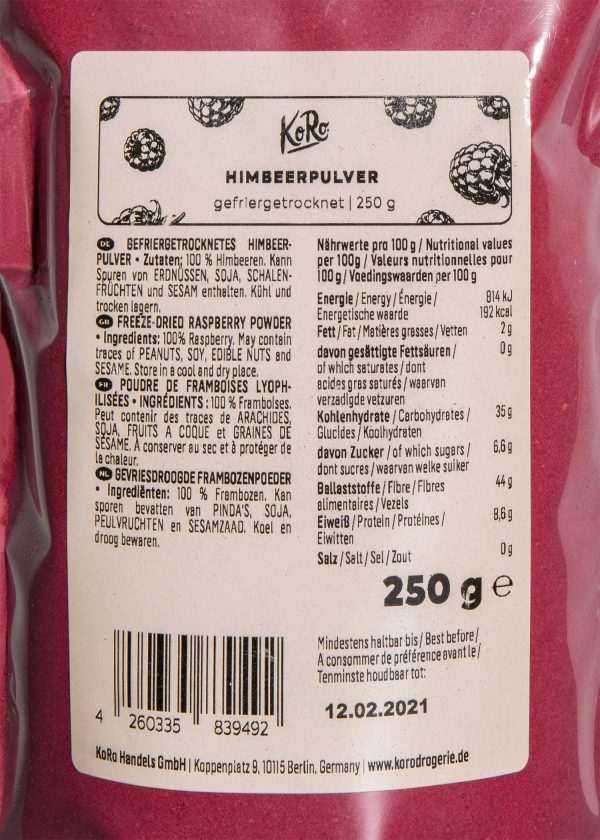 KoRo
HIMBEERPULVER
gefriergetrocknet | 250 g
DE GEFRIERGETROCKNETES HIMBEER-
PULVER • Zutaten: 100 % Himbeeren. Kann
Spuren von ERDNÜSSEN, SOJA, SCHALEN-
FRÜCHTEN und SESAM enthalten. Kühl und
trocken lagern.
GB FREEZE-DRIED RASPBERRY POWDER
• Ingredients: 100% Raspberry. May contain
traces of PEANUTS, SOY, EDIBLE NUTS and
SESAME. Store in a cool and dry place.
FR POUDRE DE FRAMBOISES LYOPH-
ILISÉES • INGRÉDIENTS : 100 % Framboises.
Peut contenir des traces de ARACHIDES,
SOJA, FRUITS A COQUE et GRAINES DE
SÉSAME. À conserver au sec et à protéger de
la chaleur.
NL GEVRIESDROOGDE FRAMBOZENPOEDER
• Ingrediënten: 100 % Frambozen. Kan
sporen bevatten van PINDA'S, SOJA,
PEULVRUCHTEN en SESAMZAAD. Koel en
droog bewaren.
Nährwerte pro 100 g / Nutritional values
per 100g / Valeurs nutritionnelles pour
100 g / Voedingswaarden per 100 g
Energie / Energy / Énergie / 814 kJ
Energetische waarde 192 kcal
Fett / Fat / Matières grasses / Vetten 2 g
davon gesättigte Fettsäuren / 0 g
of which saturates / dont
acides gras saturés / waarvan
verzadigde vetzuren
Kohlenhydrate / Carbohydrates / 35 g
Glucides / Koolhydraten
davon Zucker / of which sugars / 6,6 g
dont sucres / waarvan welke suiker
Ballaststoffe / Fibre / Fibres 44 g
alimentaires / Vezels
Eiweiß / Protein / Protéines / 8,6 g
Eiwitten
Salz / Salt / Sel / Zout 0 g
250 g ℮
Mindestens haltbar bis / Best before /
A consommer de préférence avant le /
Tenminste houdbaar tot:
12.02.2021
4 260335 839492
KoRo Handels GmbH | Koppenplatz 9, 10115 Berlin, Germany | www.korodrogerie.de